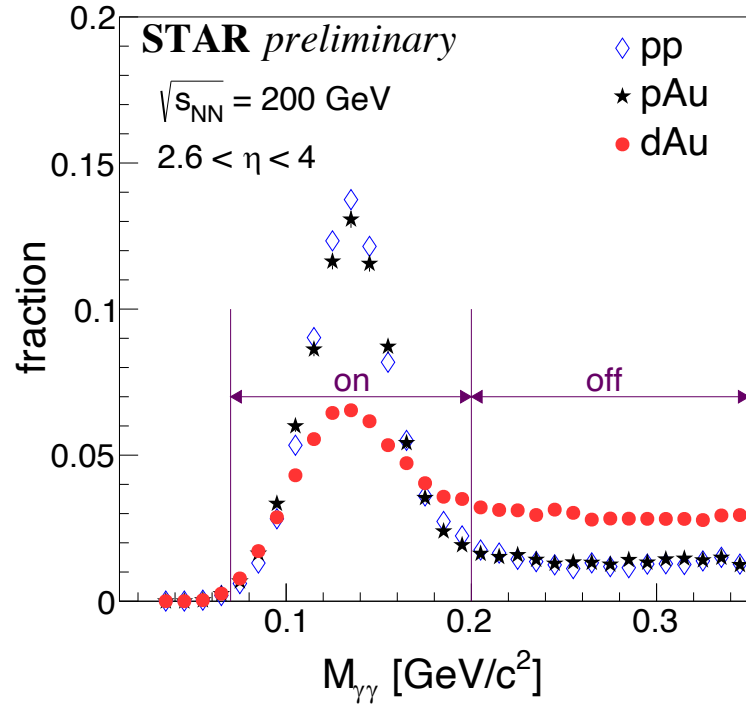 STAR preliminary
√s_NN = 200 GeV
2.6 < η < 4
pp
pAu
dAu
on
off
fraction
0.2
0.15
0.1
0.05
0
0.1 0.2 0.3
M_γγ [GeV/c²]